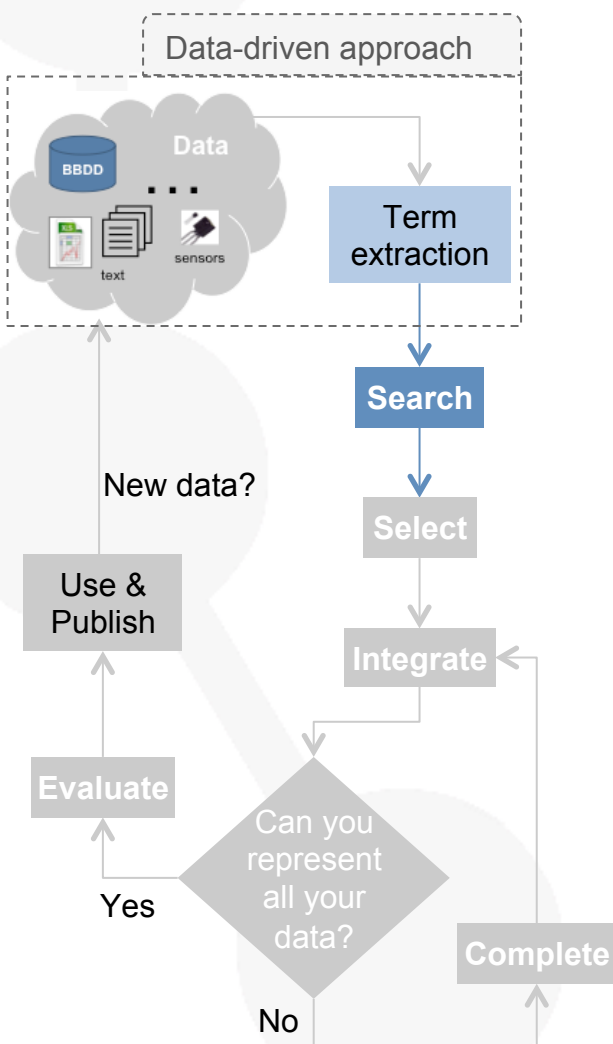 Data-driven approach
Data
BBDD
...
XLS
text
sensors
Term
extraction
Search
New data?
Select
Use &
Publish
Integrate
Evaluate
Can you
represent
all your
data?
Yes
Complete
No